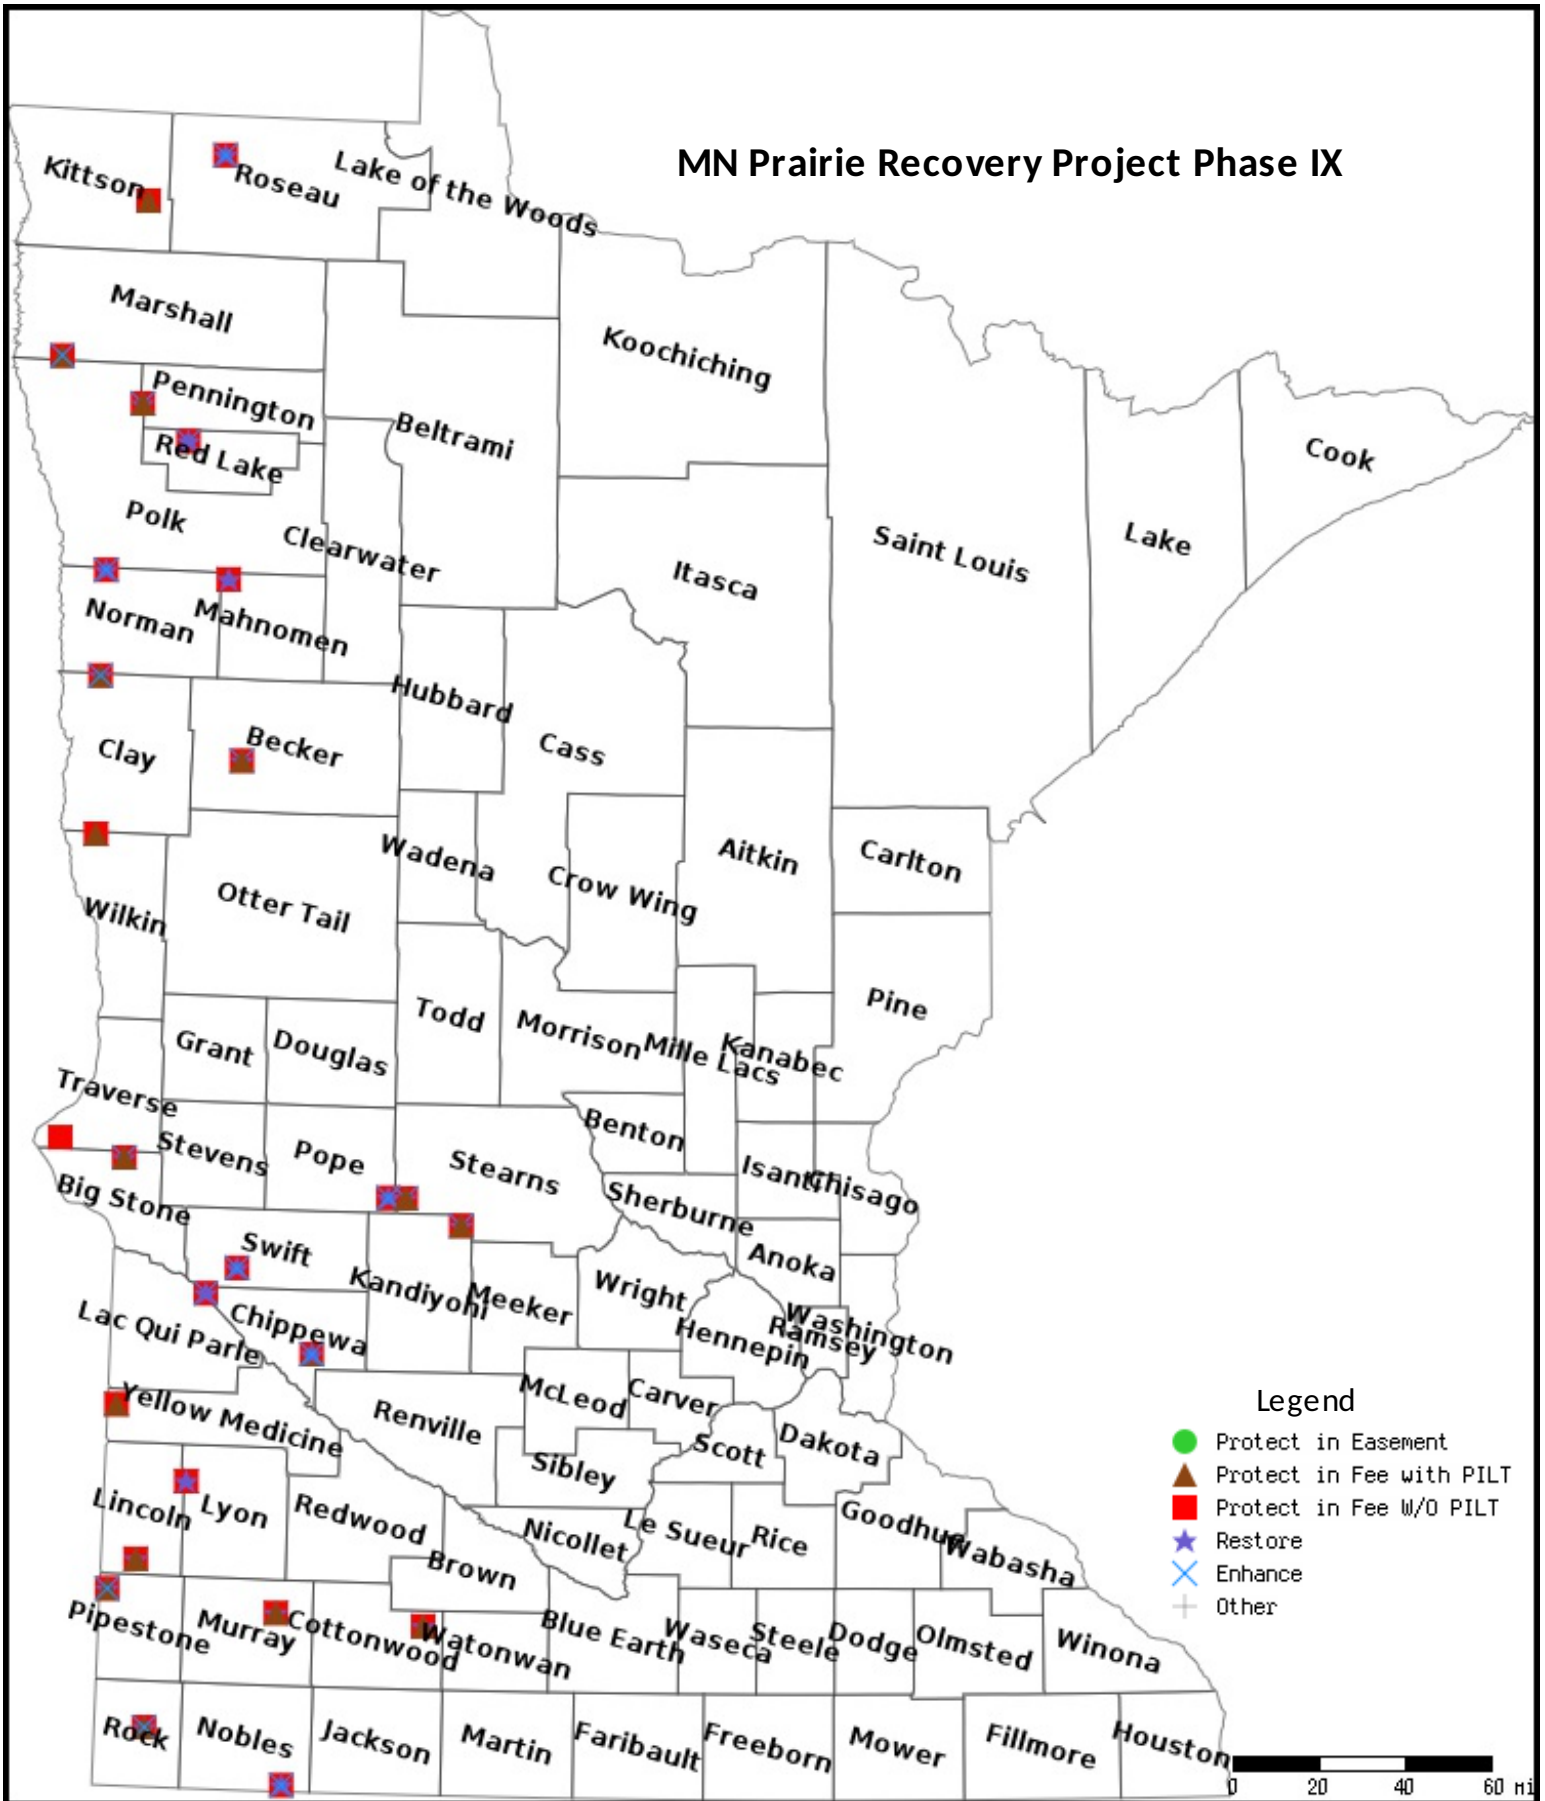 MN Prairie Recovery Project Phase IX
Kittson
Roseau
Lake of the Woods
Marshall
Koochiching
Pennington
Beltrami
Red Lake
Cook
Polk
Clearwater
Saint Louis
Lake
Itasca
Norman
Mahnomen
Hubbard
Clay
Becker
Cass
Wadena
Aitkin
Carlton
Otter Tail
Crow Wing
Wilkin
Pine
Todd
Morrison
Mille Lacs
Kanabec
Grant
Douglas
Traverse
Benton
Stevens
Pope
Stearns
Isanti
Chisago
Big Stone
Sherburne
Swift
Anoka
Kandiyohi
Meeker
Wright
Lac Qui Parle
Chippewa
Hennepin
Ramsey
Washington
Yellow Medicine
McLeod
Carver
Renville
Scott
Dakota
Sibley
Lincoln
Lyon
Redwood
Nicollet
Le Sueur
Rice
Goodhue
Wabasha
Brown
Pipestone
Murray
Cottonwood
Watonwan
Blue Earth
Waseca
Steele
Dodge
Olmsted
Winona
Rock
Nobles
Jackson
Martin
Faribault
Freeborn
Mower
Fillmore
Houston
Legend
Protect in Easement
Protect in Fee with PILT
Protect in Fee W/O PILT
Restore
Enhance
Other
0 20 40 60 mi